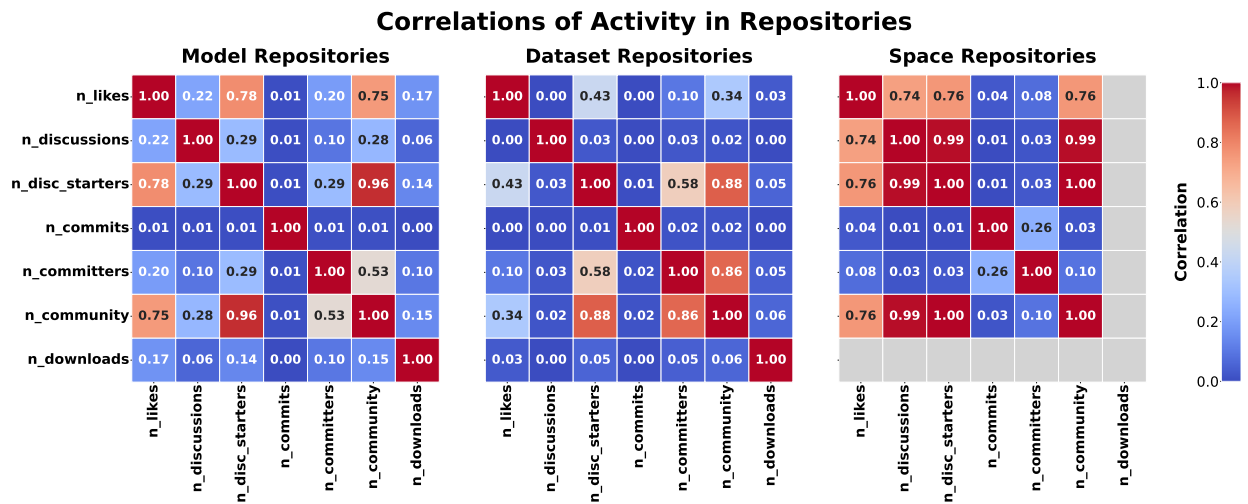 Correlations of Activity in Repositories
Model Repositories
Dataset Repositories
Space Repositories
n_likes 1.00 0.22 0.78 0.01 0.20 0.75 0.17
n_discussions 0.22 1.00 0.29 0.01 0.10 0.28 0.06
n_disc_starters 0.78 0.29 1.00 0.01 0.29 0.96 0.14
n_commits 0.01 0.01 0.01 1.00 0.01 0.01 0.00
n_committers 0.20 0.10 0.29 0.01 1.00 0.53 0.10
n_community 0.75 0.28 0.96 0.01 0.53 1.00 0.15
n_downloads 0.17 0.06 0.14 0.00 0.10 0.15 1.00
n_likes n_discussions n_disc_starters n_commits n_committers n_community n_downloads
1.00 0.00 0.43 0.00 0.10 0.34 0.03
0.00 1.00 0.03 0.00 0.03 0.02 0.00
0.43 0.03 1.00 0.01 0.58 0.88 0.05
0.00 0.00 0.01 1.00 0.02 0.02 0.00
0.10 0.03 0.58 0.02 1.00 0.86 0.05
0.34 0.02 0.88 0.02 0.86 1.00 0.06
0.03 0.00 0.05 0.00 0.05 0.06 1.00
n_likes n_discussions n_disc_starters n_commits n_committers n_community n_downloads
1.00 0.74 0.76 0.04 0.08 0.76
0.74 1.00 0.99 0.01 0.03 0.99
0.76 0.99 1.00 0.01 0.03 1.00
0.04 0.01 0.01 1.00 0.26 0.03
0.08 0.03 0.03 0.26 1.00 0.10
0.76 0.99 1.00 0.03 0.10 1.00
n_likes n_discussions n_disc_starters n_commits n_committers n_community n_downloads
Correlation
1.0
0.8
0.6
0.4
0.2
0.0